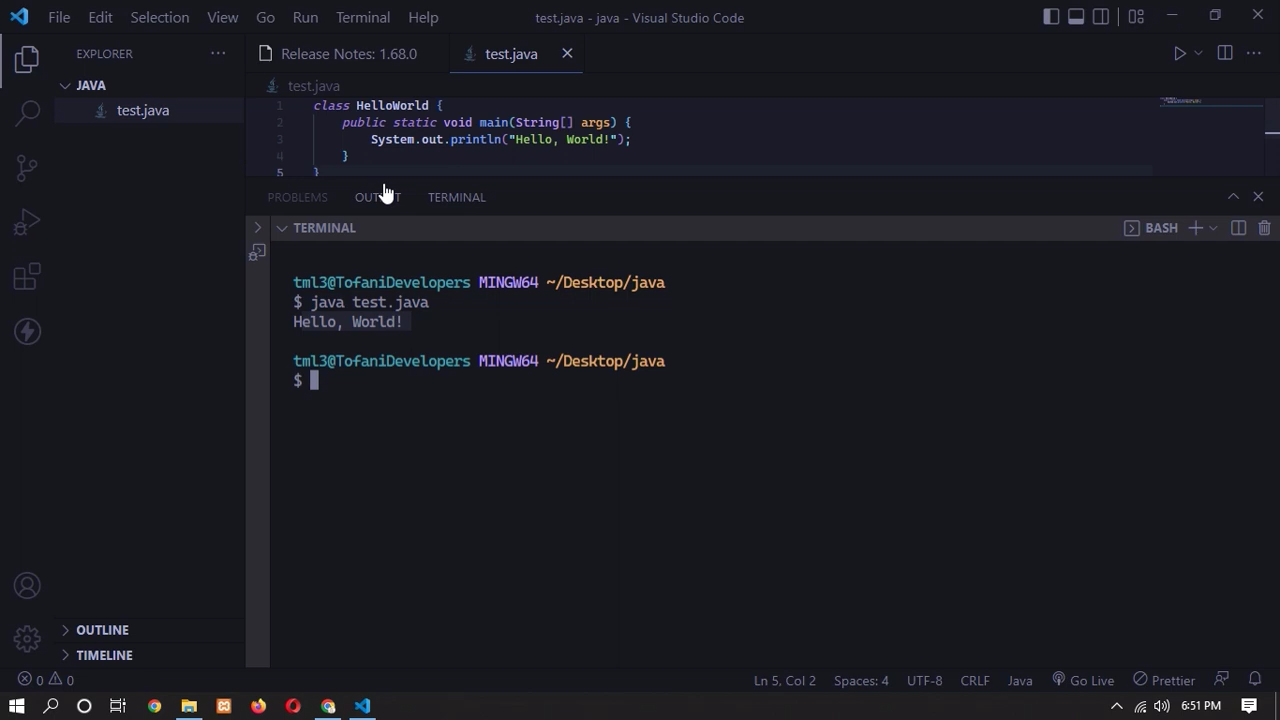 File Edit Selection View Go Run Terminal Help test.java - java - Visual Studio Code
EXPLORER
Release Notes: 1.68.0
test.java
JAVA
test.java
test.java
1 class HelloWorld {
2 public static void main(String[] args) {
3 System.out.println("Hello, World!");
4 }
5 }
PROBLEMS TERMINAL
TERMINAL
BASH
tml3@TofaniDevelopers MINGW64 ~/Desktop/java
$ java test.java
Hello, World!
tml3@TofaniDevelopers MINGW64 ~/Desktop/java
$
OUTLINE
TIMELINE
0 0 Ln 5, Col 2 Spaces: 4 UTF-8 CRLF Java Go Live Prettier
6:51 PM